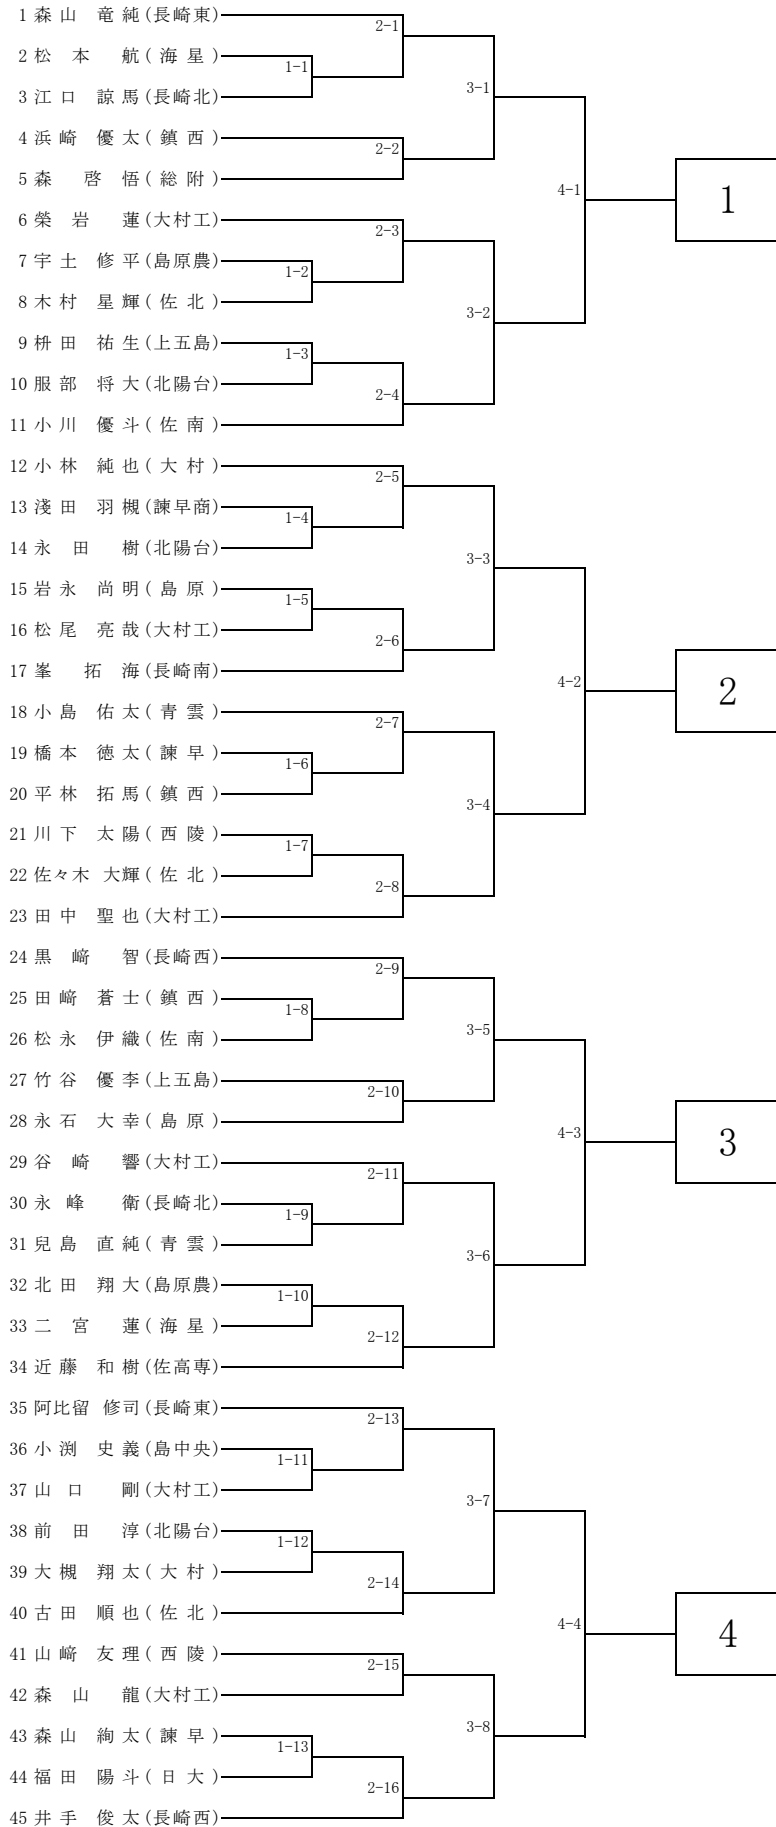 1 森山 竜純(長崎東)
2-1
2 松本 航(海星)
1-1
3 江口 諒馬(長崎北)
3-1
4 浜崎 優太(鎮西)
2-2
5 森 啓悟(総附)
4-1
1
6 榮岩 蓮(大村工)
2-3
7 宇土 修平(島原農)
1-2
8 木村 星輝(佐北)
3-2
9 枡田 祐生(上五島)
1-3
10 服部 将大(北陽台)
2-4
11 小川 優斗(佐南)
12 小林 純也(大村)
2-5
13 淺田 羽槻(諫早商)
1-4
14 永田 樹(北陽台)
3-3
15 岩永 尚明(島原)
1-5
16 松尾 亮哉(大村工)
2-6
17 峯 拓海(長崎南)
4-2
2
18 小島 佑太(青雲)
2-7
19 橋本 徳太(諫早)
1-6
20 平林 拓馬(鎮西)
3-4
21 川下 太陽(西陵)
1-7
22 佐々木 大輝(佐北)
2-8
23 田中 聖也(大村工)
24 黒﨑 智(長崎西)
2-9
25 田﨑 蒼士(鎮西)
1-8
26 松永 伊織(佐南)
3-5
27 竹谷 優李(上五島)
2-10
28 永石 大幸(島原)
4-3
3
29 谷崎 響(大村工)
2-11
30 永峰 衛(長崎北)
1-9
31 兒島 直純(青雲)
3-6
32 北田 翔大(島原農)
1-10
33 二宮 蓮(海星)
2-12
34 近藤 和樹(佐高専)
35 阿比留 修司(長崎東)
2-13
36 小渕 史義(島中央)
1-11
37 山口 剛(大村工)
3-7
38 前田 淳(北陽台)
1-12
39 大槻 翔太(大村)
2-14
40 古田 順也(佐北)
4-4
4
41 山﨑 友理(西陵)
2-15
42 森山 龍(大村工)
43 森山 絢太(諫早)
3-8
1-13
44 福田 陽斗(日大)
2-16
45 井手 俊太(長崎西)